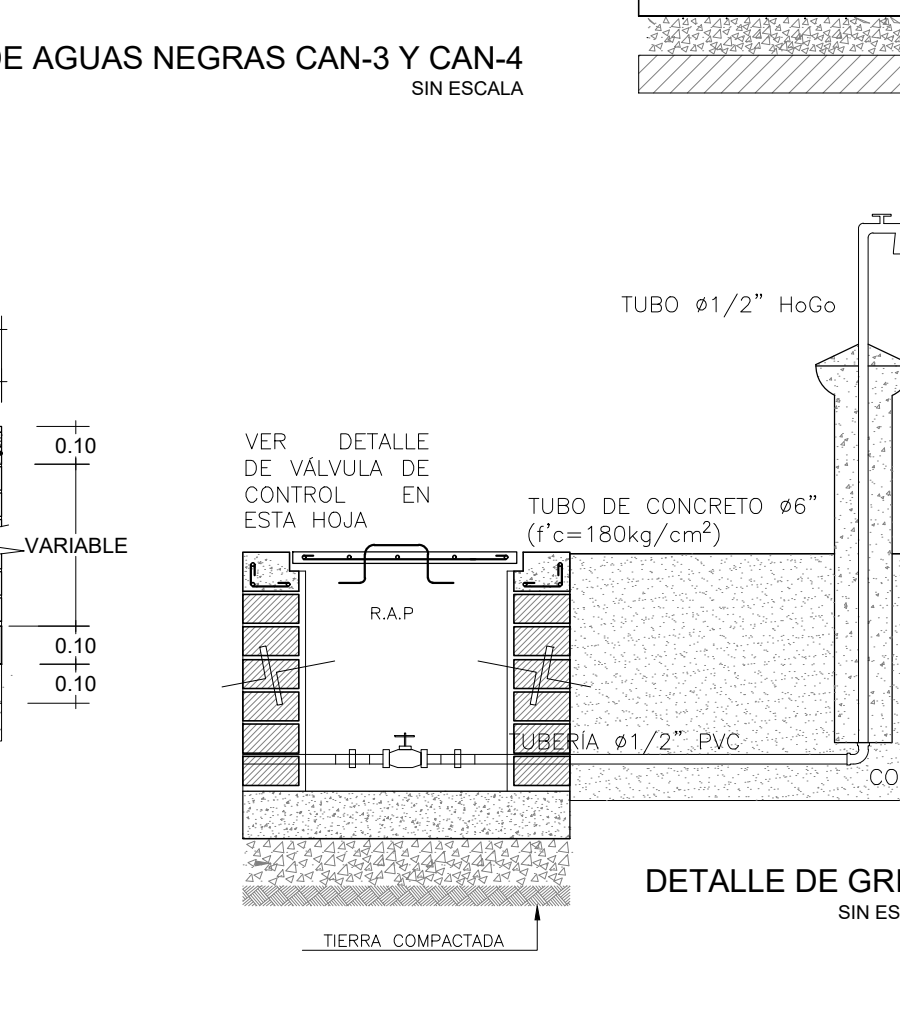 DE AGUAS NEGRAS CAN-3 Y CAN-4
SIN ESCALA
TUBO ø1/2" HoGo
0.10
VARIABLE
0.10
0.10
VER DETALLE
DE VÁLVULA DE
CONTROL EN
ESTA HOJA
TUBO DE CONCRETO ø6"
(f'c=180kg/cm²)
R.A.P
TUBERÍA ø1/2" PVC
CO
TIERRA COMPACTADA
DETALLE DE GRI
SIN ES